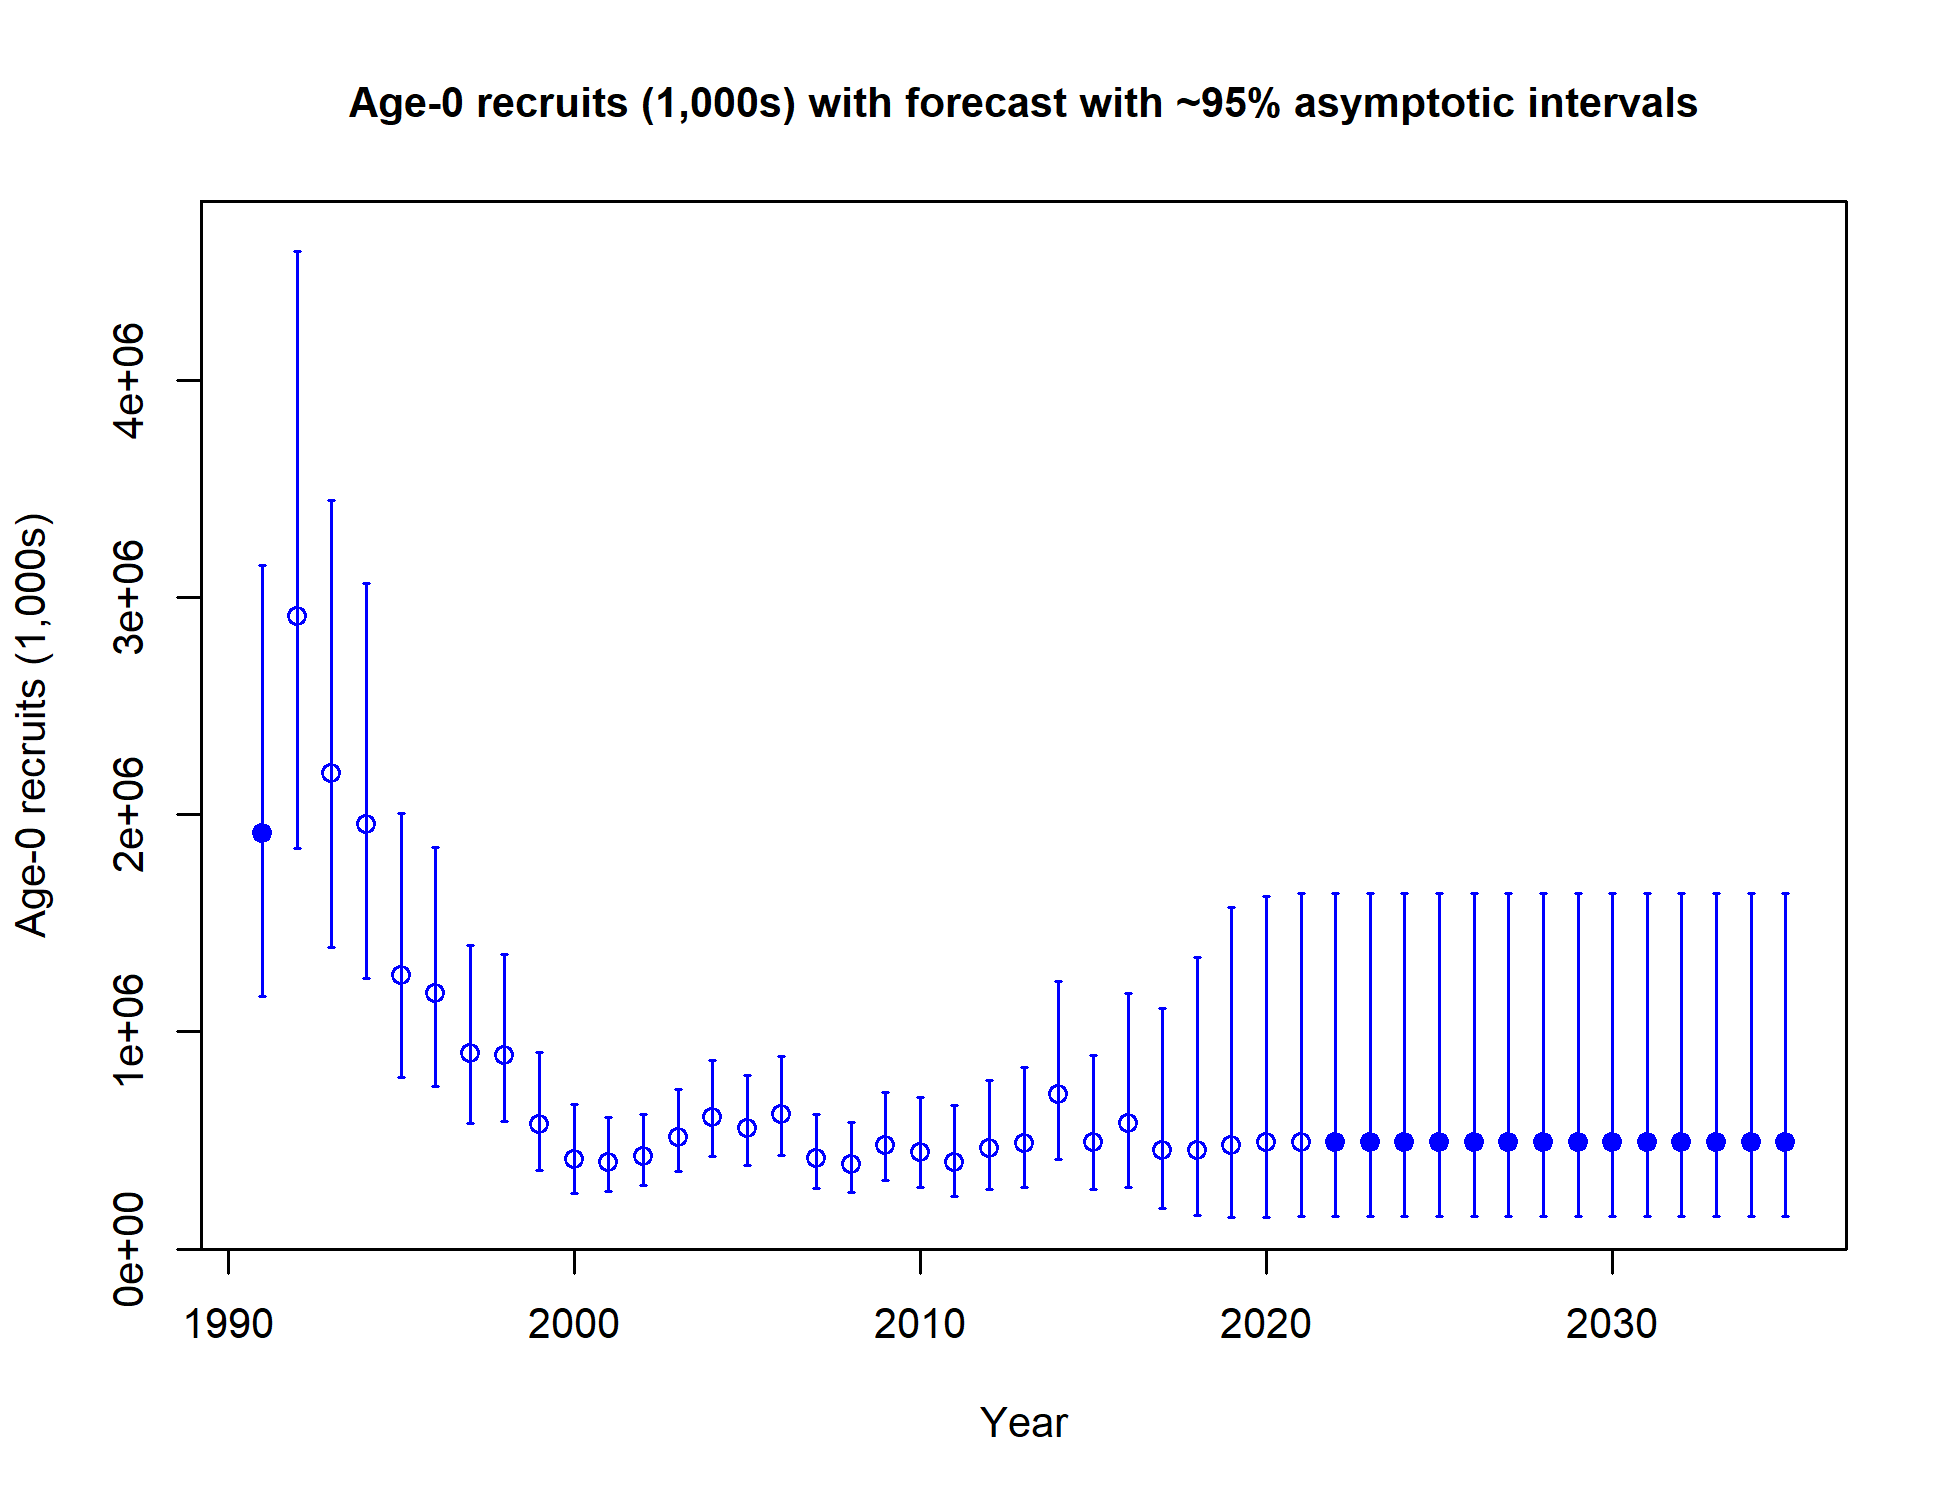 Age-0 recruits (1,000s) with forecast with ~95% asymptotic intervals
Age-0 recruits (1,000s)
4e+06
3e+06
2e+06
1e+06
0e+00
1990 2000 2010 2020 2030
Year